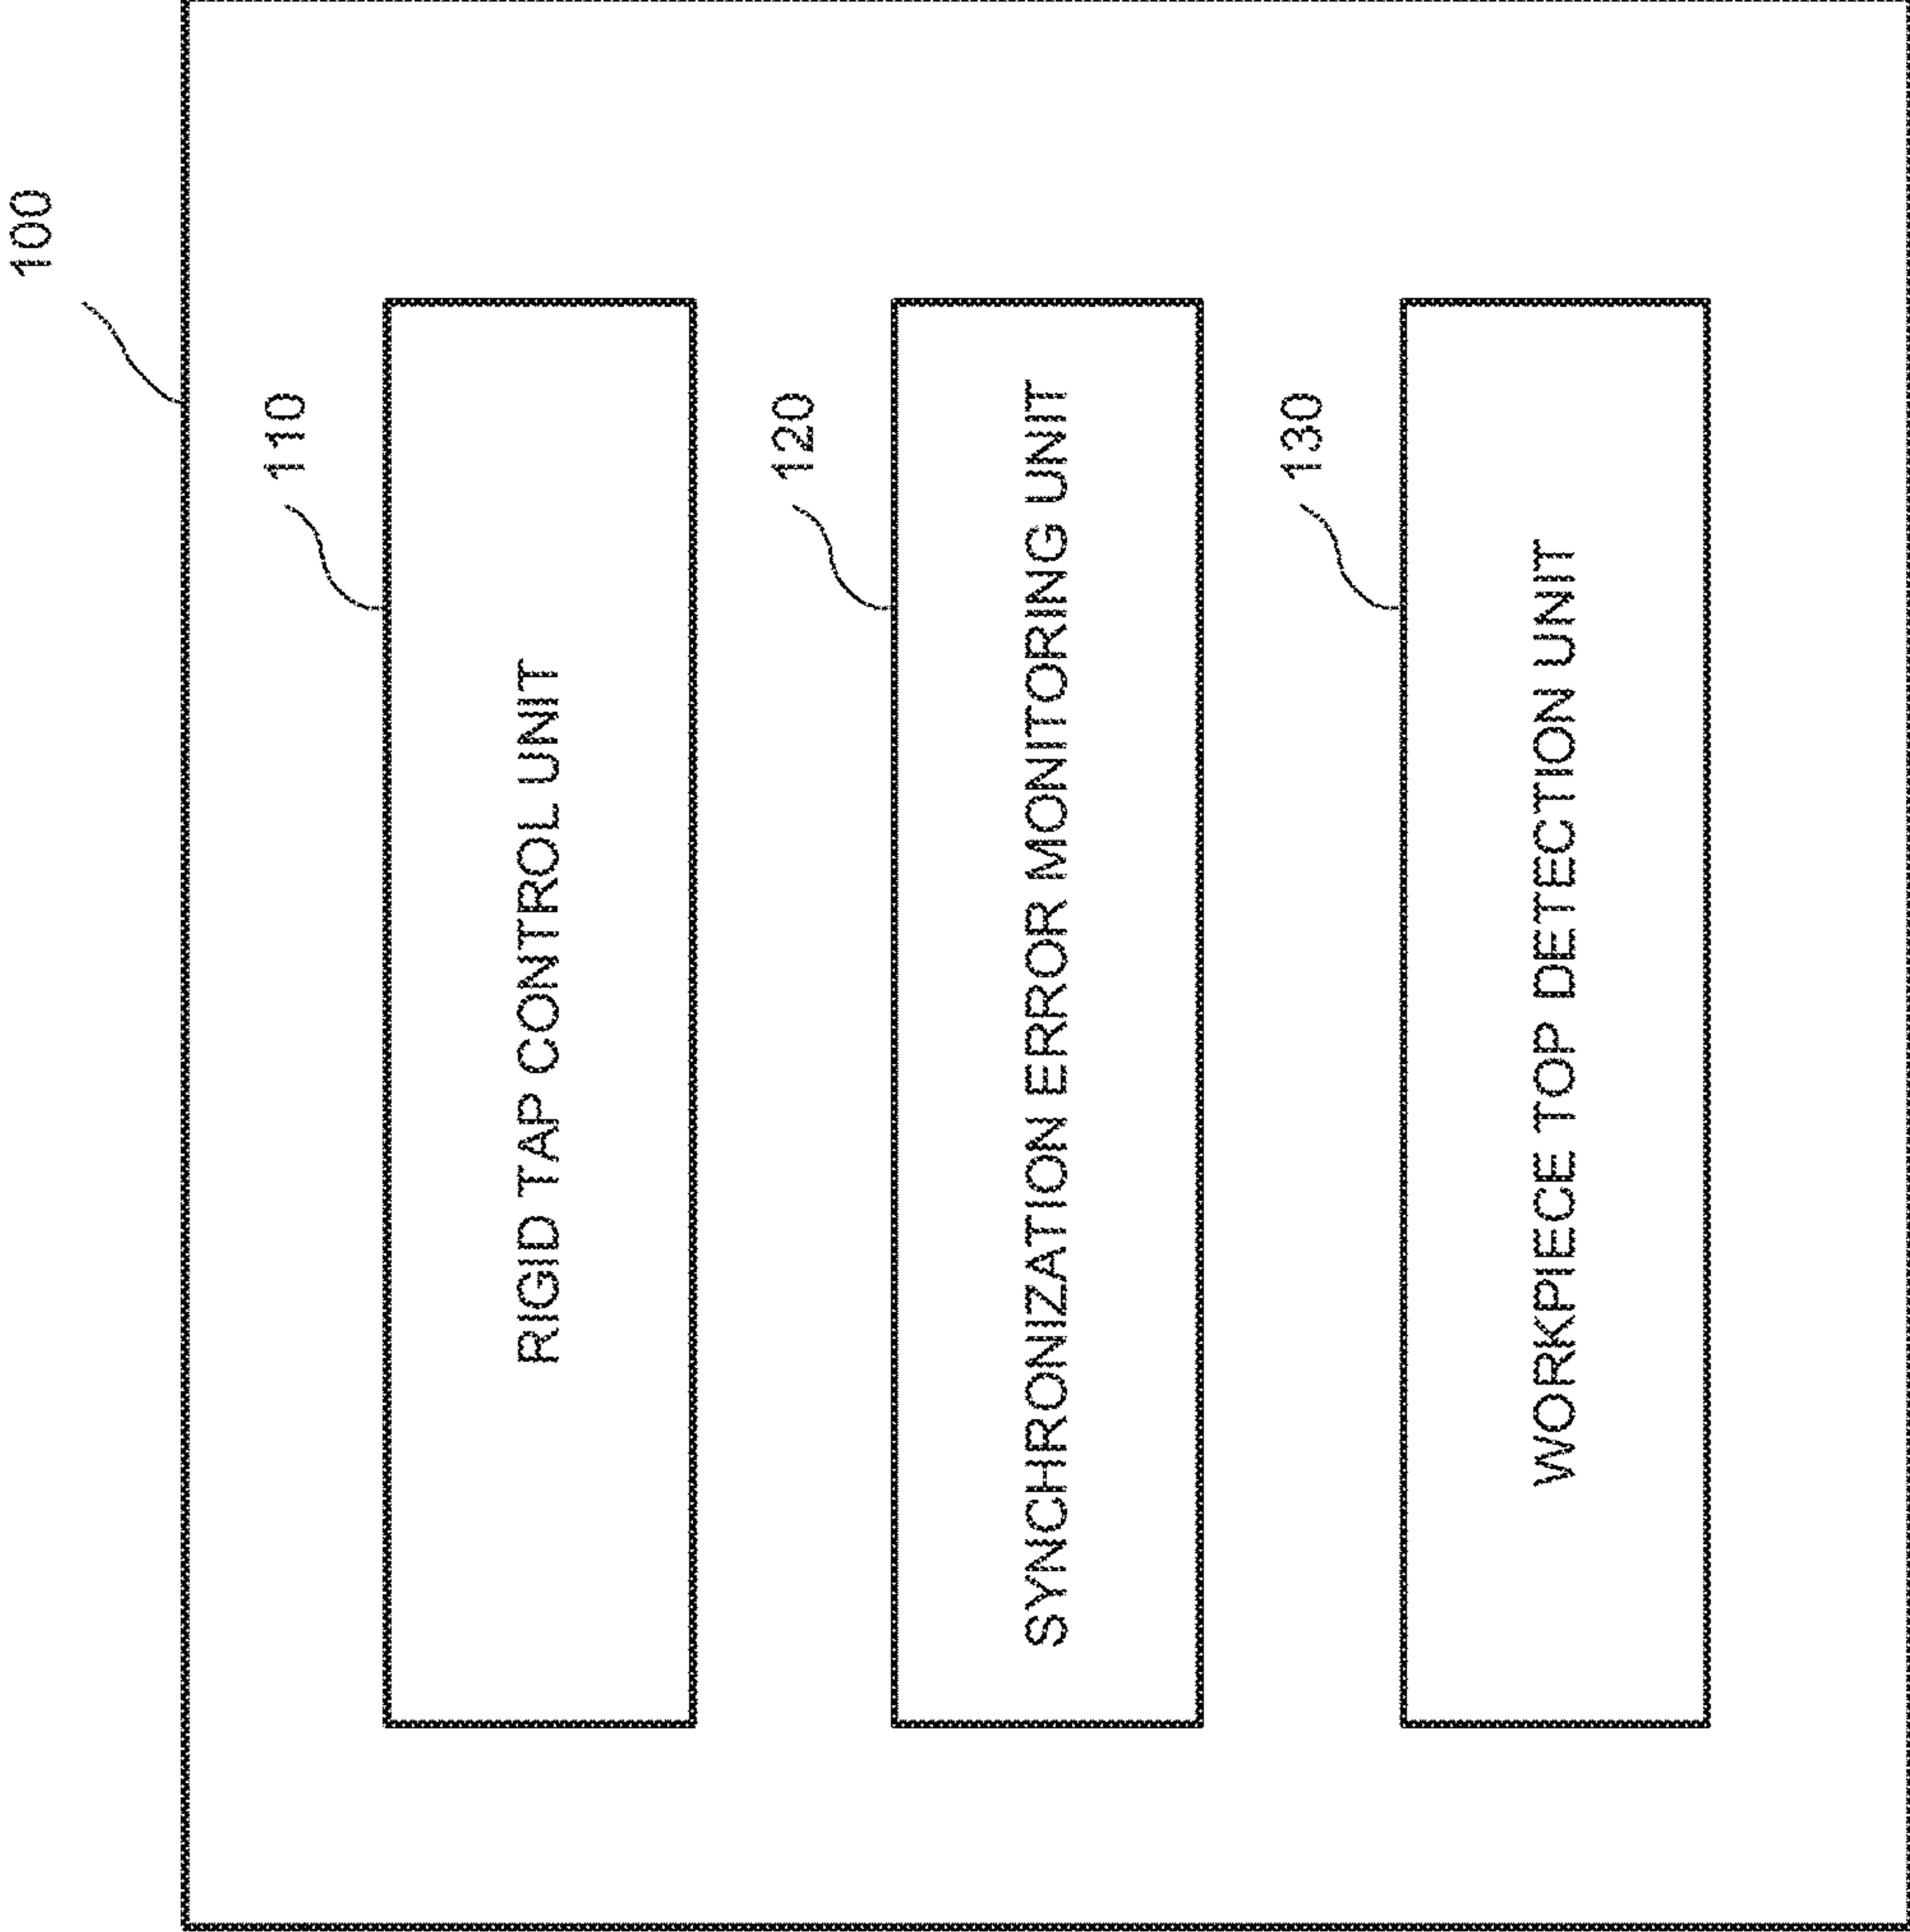 100
110
RIGID TAP CONTROL UNIT
120
SYNCHRONIZATION ERROR MONITORING UNIT
130
WORKPIECE TOP DETECTION UNIT